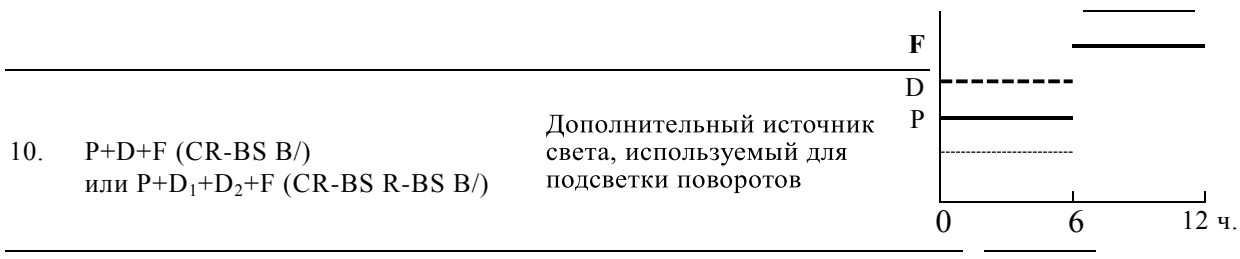 F
D
P
10. P+D+F (CR-BS B/)
или P+D₁+D₂+F (CR-BS R-BS B/)
Дополнительный источник
света, используемый для
подсветки поворотов
0 6 12 ч.